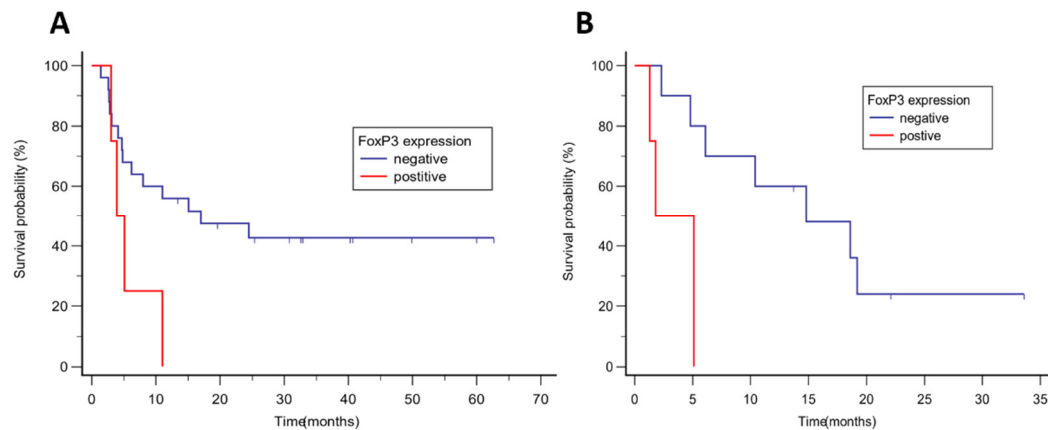 A
Survival probability (%)
100
80
60
40
20
0
FoxP3 expression
negative
postitive
0 10 20 30 40 50 60 70
Time(months)
B
Survival probability (%)
100
80
60
40
20
0
FoxP3 expression
negative
postive
0 5 10 15 20 25 30 35
Time(months)